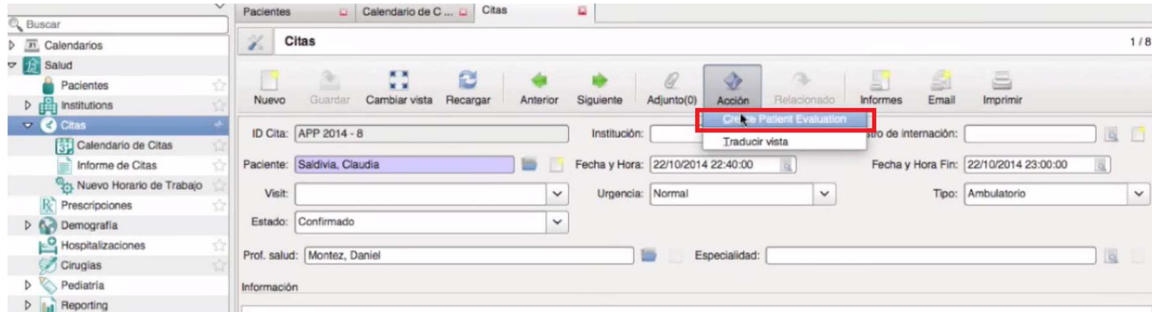 Pacientes Calendario de C ... Citas
Buscar
Citas 1 / 8
Calendarios
Salud
Pacientes
Institutions
Citas
Calendario de Citas
Informe de Citas
Nuevo Horario de Trabajo
Prescripciones
Demografía
Hospitalizaciones
Cirugías
Pediatría
Reporting
Nuevo Guardar Cambiar vista Recargar Anterior Siguiente Adjunto(0) Acción Relacionado Informes Email Imprimir
Patient Evaluation
Traducir vista
ID Cita: APP 2014 - 8 Institución: de internación:
Paciente: Saldivia, Claudia Fecha y Hora: 22/10/2014 22:40:00 Fecha y Hora Fin: 22/10/2014 23:00:00
Visit: Urgencia: Normal Tipo: Ambulatorio
Estado: Confirmado
Prof. salud: Montez, Daniel Especialidad:
Información